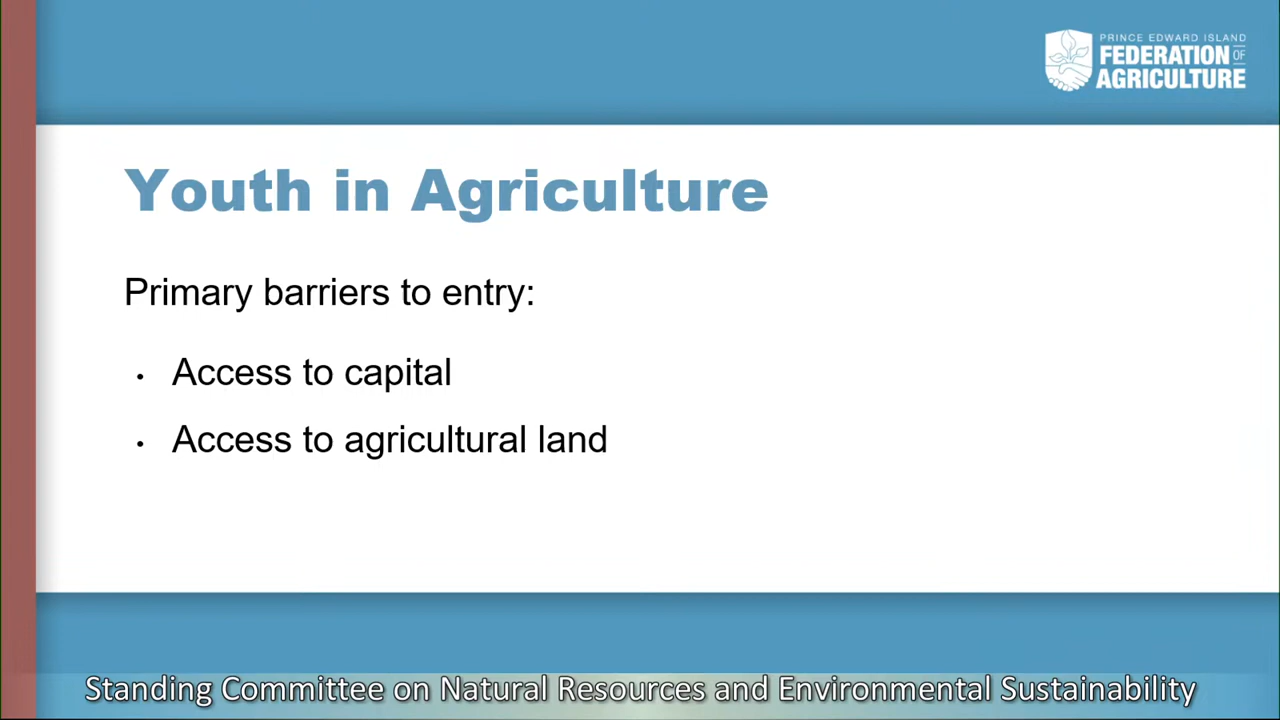 PRINCE EDWARD ISLAND
FEDERATION OF
AGRICULTURE
Youth in Agriculture
Primary barriers to entry:
• Access to capital
• Access to agricultural land
Standing Committee on Natural Resources and Environmental Sustainability